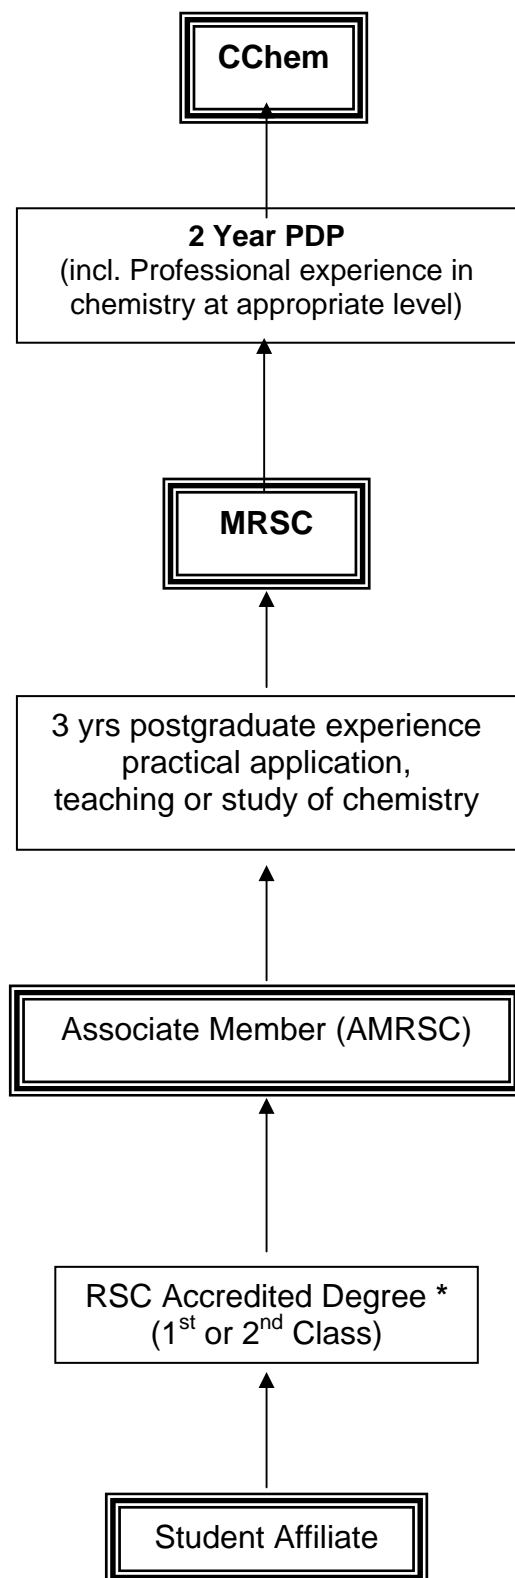 CChem
2 Year PDP
(incl. Professional experience in
chemistry at appropriate level)
MRSC
3 yrs postgraduate experience
practical application,
teaching or study of chemistry
Associate Member (AMRSC)
RSC Accredited Degree *
(1st or 2nd Class)
Student Affiliate